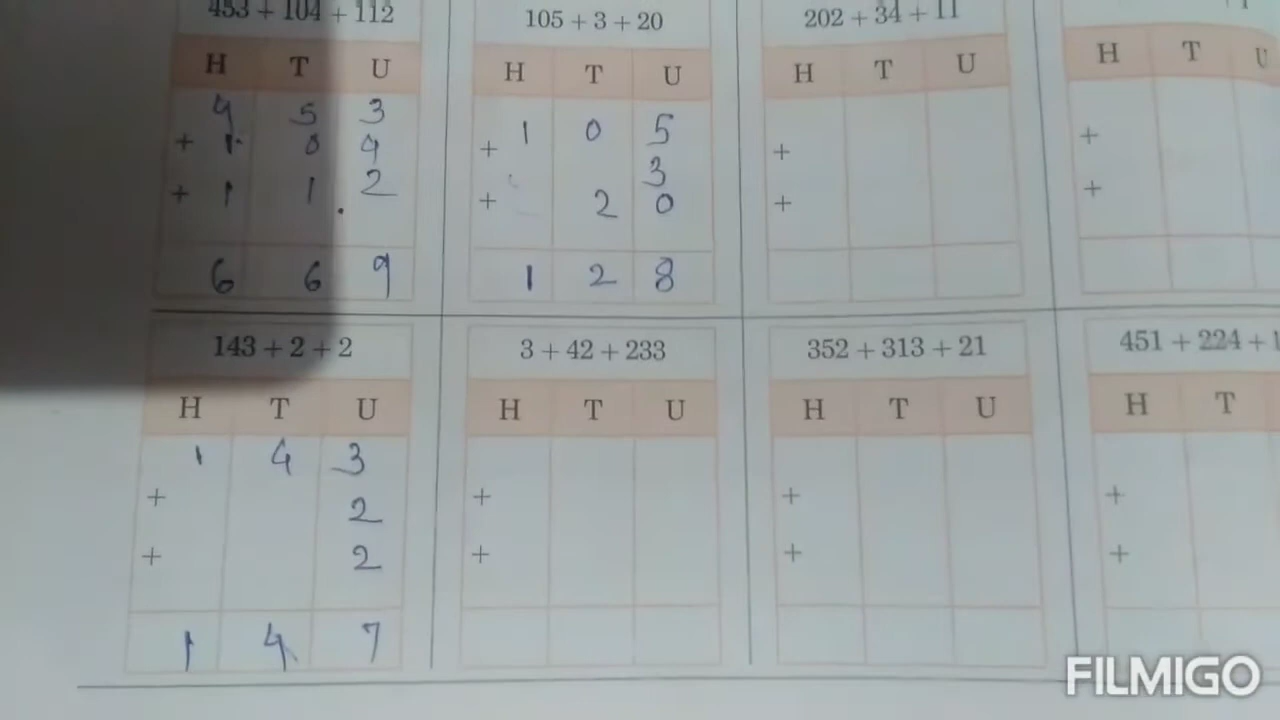 453 + 104 + 112
H T U
4 5 3
+ 1 0 4
+ 1 1 2
6 6 9
105 + 3 + 20
H T U
1 0 5
+ 3
+ 2 0
1 2 8
202 + 34 + 11
H T U
+
+
H T U
+
+
143 + 2 + 2
H T U
1 4 3
+ 2
+ 2
1 4 7
3 + 42 + 233
H T U
+
+
352 + 313 + 21
H T U
+
+
451 + 224 + 1
H T
+
+
FILMIGO